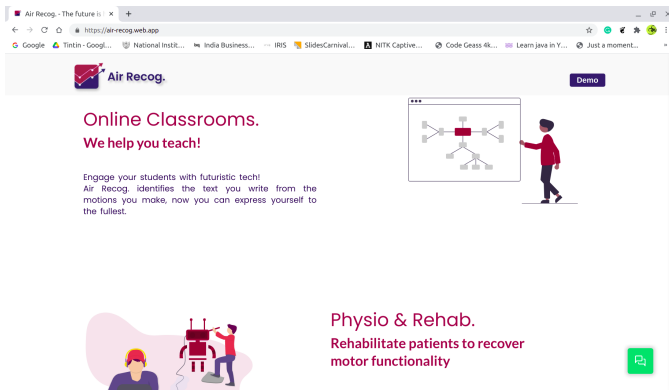 Air Recog. - The future is
https://air-recog.web.app
Google
Tintin - Googl...
National Instit...
India Business...
IRIS
SlidesCarnival...
NITK Captive...
Code Geass 4k...
Learn java in Y...
Just a moment...
Air Recog.
Demo
Online Classrooms.
We help you teach!
Engage your students with futuristic tech!
Air Recog. identifies the text you write from the
motions you make, now you can express yourself to
the fullest.
Physio & Rehab.
Rehabilitate patients to recover
motor functionality